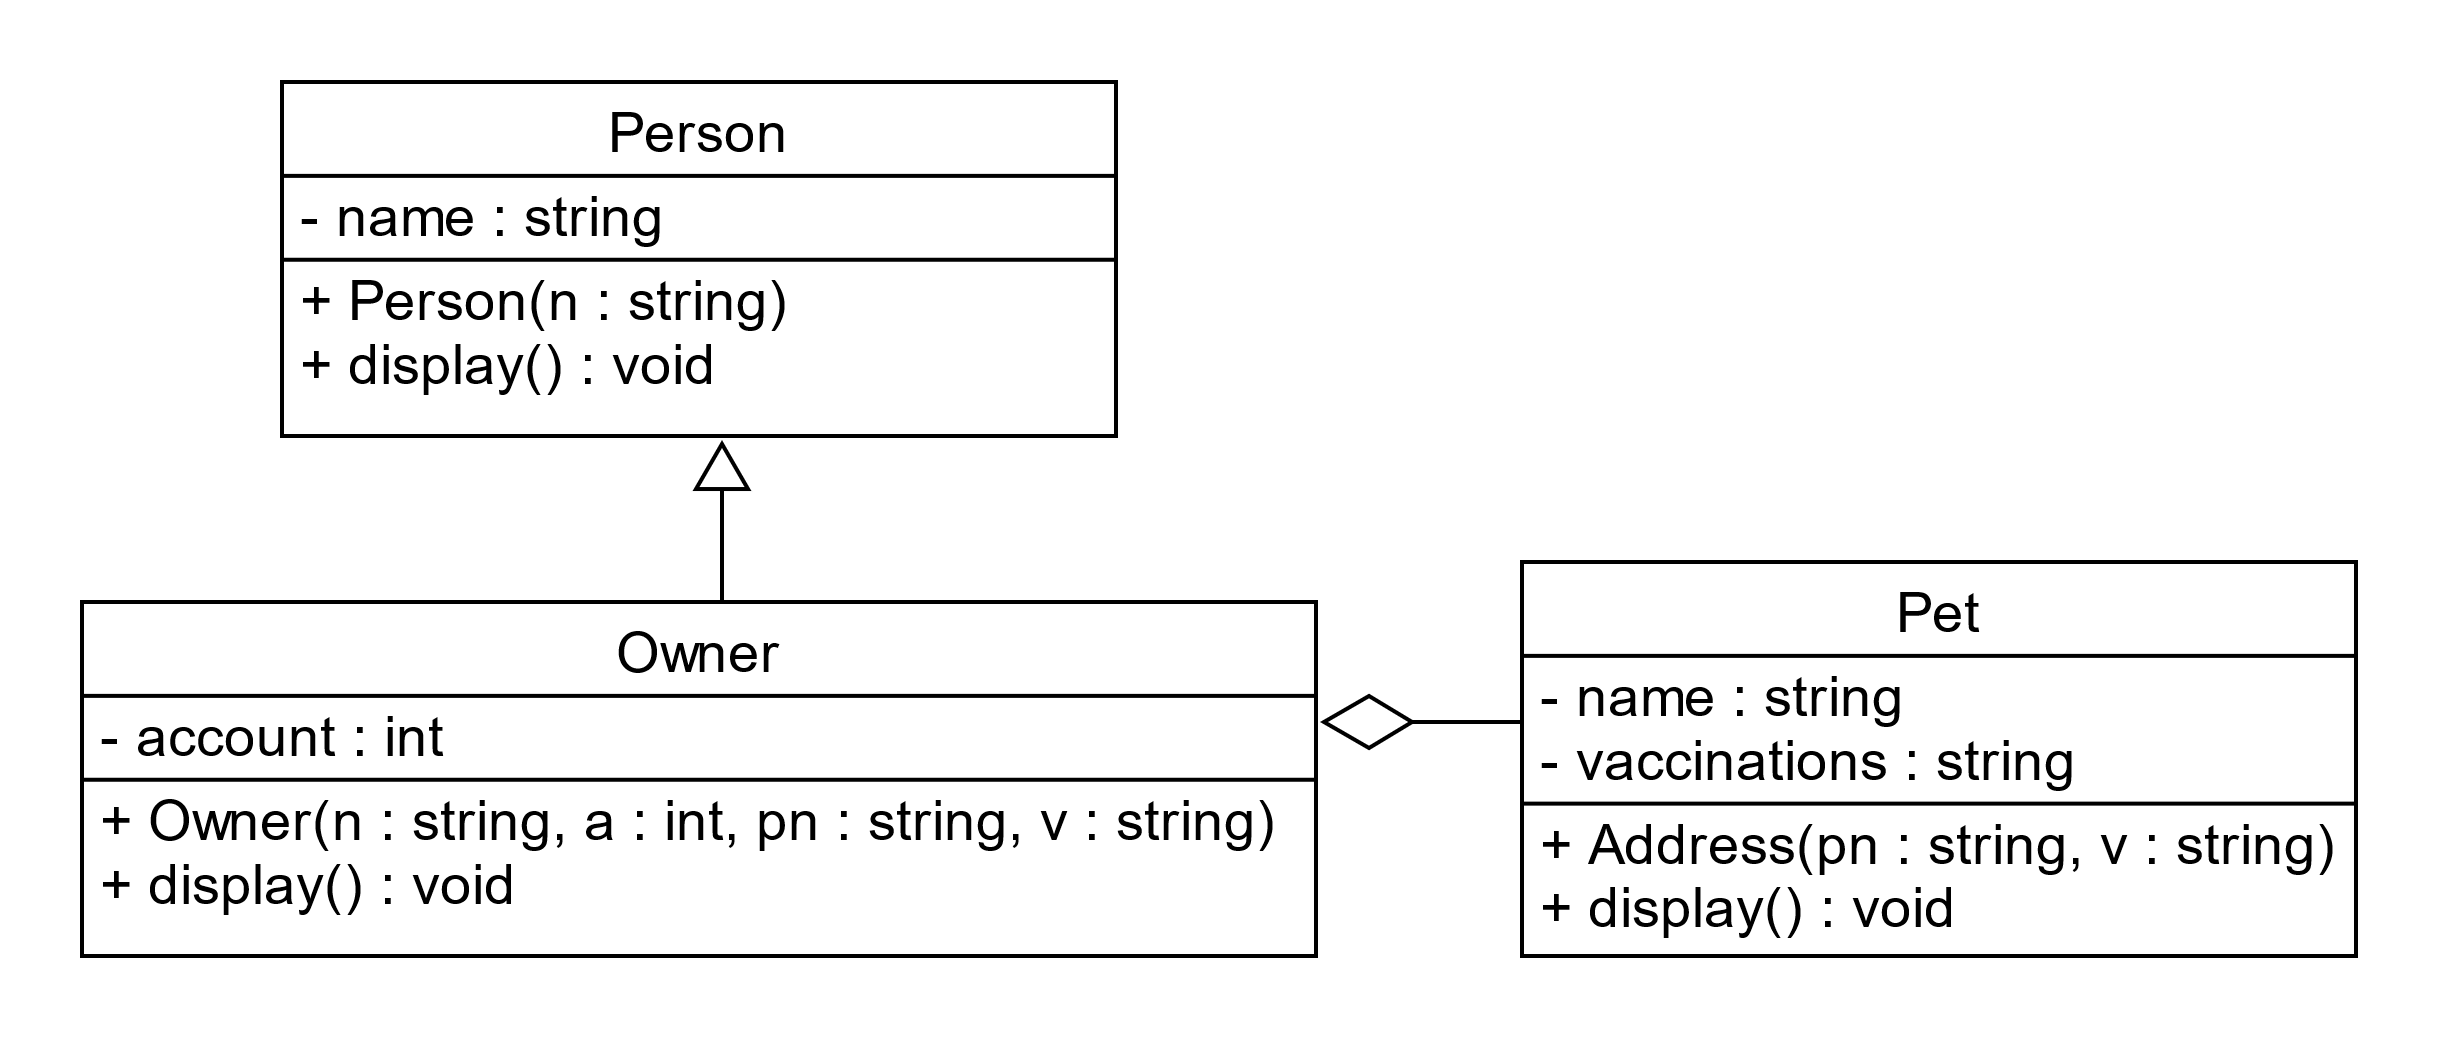 Person
- name : string
+ Person(n : string)
+ display() : void
Owner
- account : int
+ Owner(n : string, a : int, pn : string, v : string)
+ display() : void
Pet
- name : string
- vaccinations : string
+ Address(pn : string, v : string)
+ display() : void